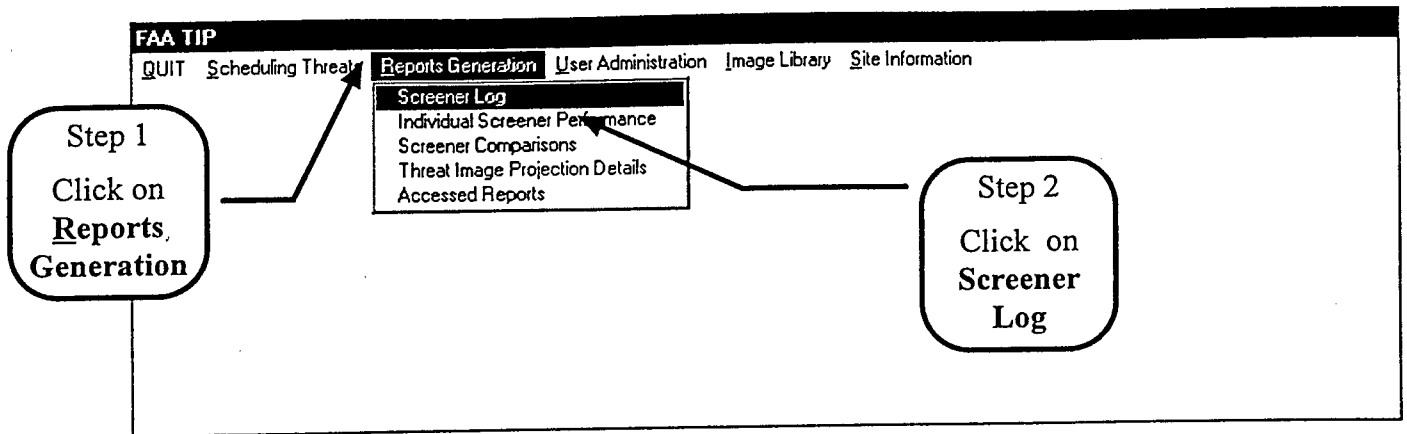 FAA TIP
QUIT Scheduling Threats Reports Generation User Administration Image Library Site Information
Screener Log
Individual Screener Performance
Screener Comparisons
Threat Image Projection Details
Accessed Reports
Step 1
Click on
Reports
Generation
Step 2
Click on
Screener
Log